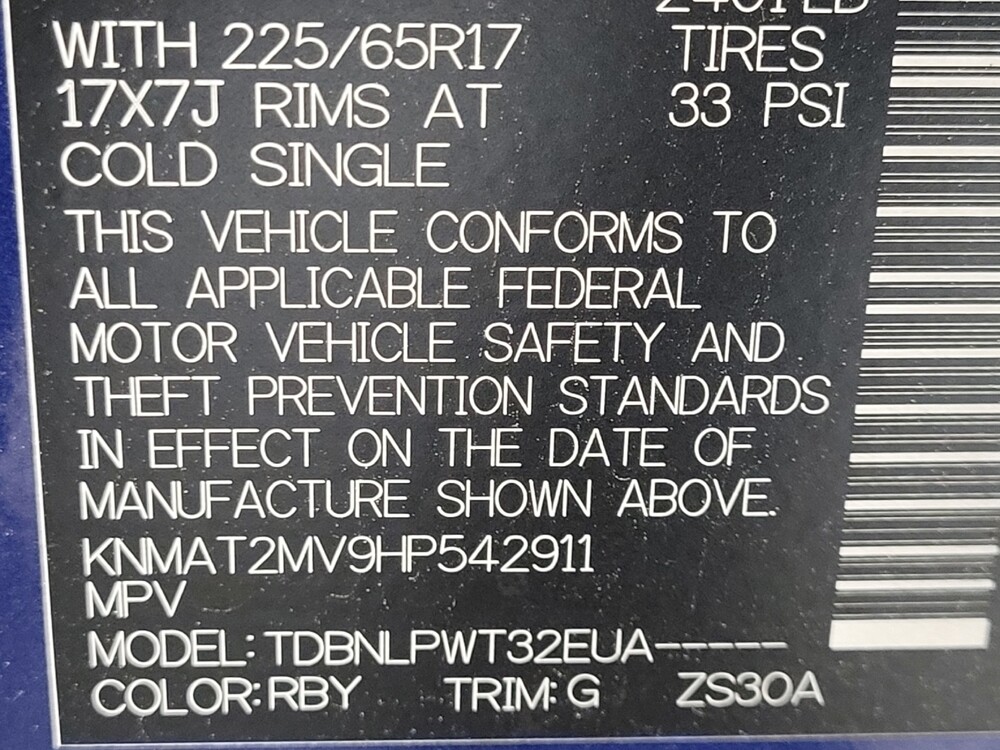 WITH 225/65R17 TIRES
17X7J RIMS AT 33 PSI
COLD SINGLE
THIS VEHICLE CONFORMS TO
ALL APPLICABLE FEDERAL
MOTOR VEHICLE SAFETY AND
THEFT PREVENTION STANDARDS
IN EFFECT ON THE DATE OF
MANUFACTURE SHOWN ABOVE.
KNMAT2MV9HP542911
MPV
MODEL: TDBNLPWT32EUA-----
COLOR: RBY TRIM: G ZS30A